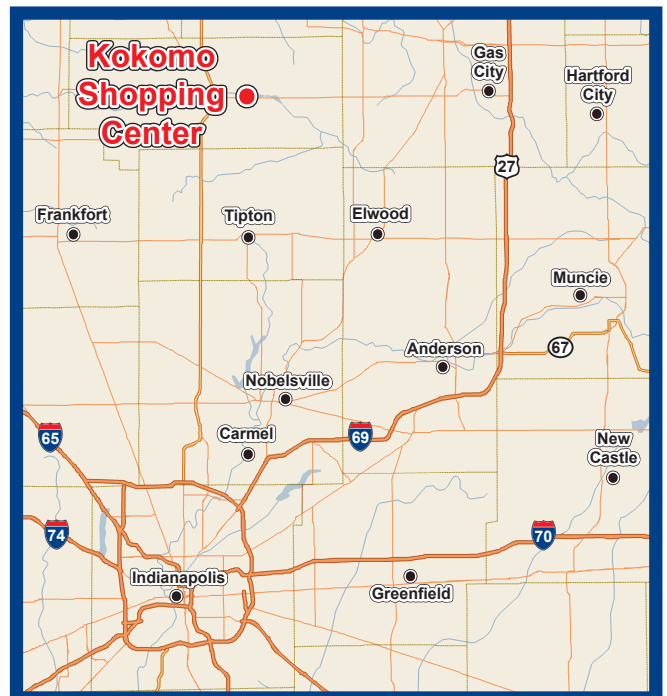 Kokomo
Shopping
Center
Gas
City
Hartford
City
27
Frankfort
Tipton
Elwood
Muncie
67
Anderson
Nobelsville
65
Carmel
69
New
Castle
74
70
Indianapolis
Greenfield